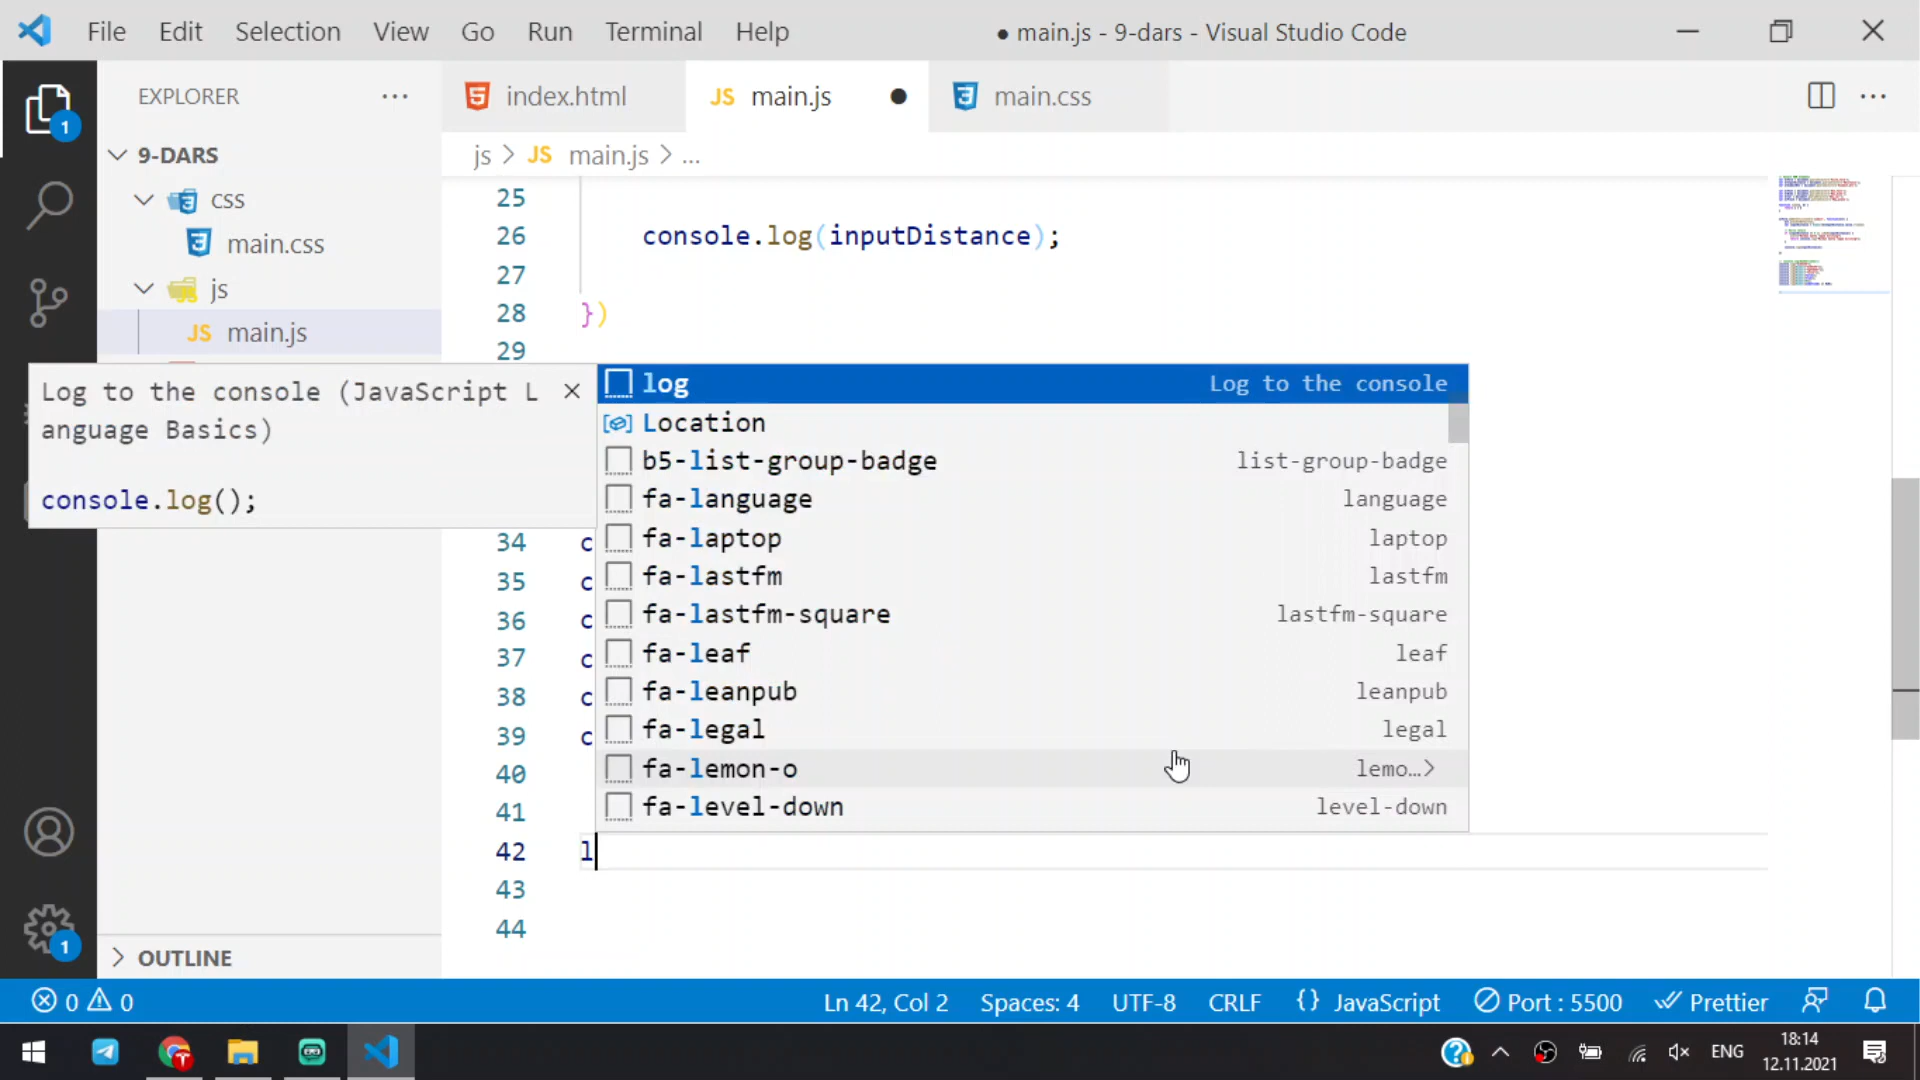 File Edit Selection View Go Run Terminal Help ● main.js - 9-dars - Visual Studio Code
EXPLORER ...
index.html
JS main.js
main.css
1
9-DARS
css
main.css
js
JS main.js
js > JS main.js > ...
25
26 console.log(inputDistance);
27
28 })
29
Log to the console (JavaScript L
anguage Basics)
console.log();
log Log to the console
Location
b5-list-group-badge list-group-badge
fa-language language
fa-laptop laptop
fa-lastfm lastfm
fa-lastfm-square lastfm-square
fa-leaf leaf
fa-leanpub leanpub
fa-legal legal
fa-lemon-o lemo...>
fa-level-down level-down
34 c
35 c
36 c
37 c
38 c
39 c
40
41
42 l
43
44
1
OUTLINE
0 0 Ln 42, Col 2 Spaces: 4 UTF-8 CRLF {} JavaScript Port : 5500 Prettier
ENG 18:14
12.11.2021